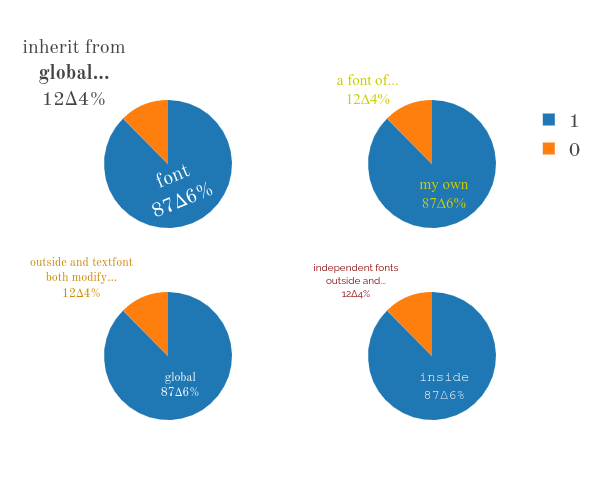 inherit from
global...
12Δ4%
font
87Δ6%
a font of...
12Δ4%
my own
87Δ6%
1
0
outside and textfont
both modify...
12Δ4%
global
87Δ6%
independent fonts
outside and...
12Δ4%
inside
87Δ6%